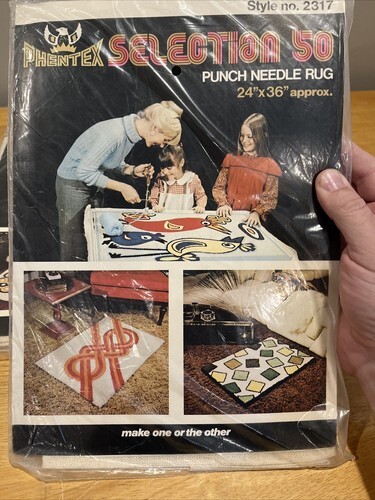 Style no. 2317
PHENTEX SELECTION '50
PUNCH NEEDLE RUG
24"x36" approx.
make one or the other